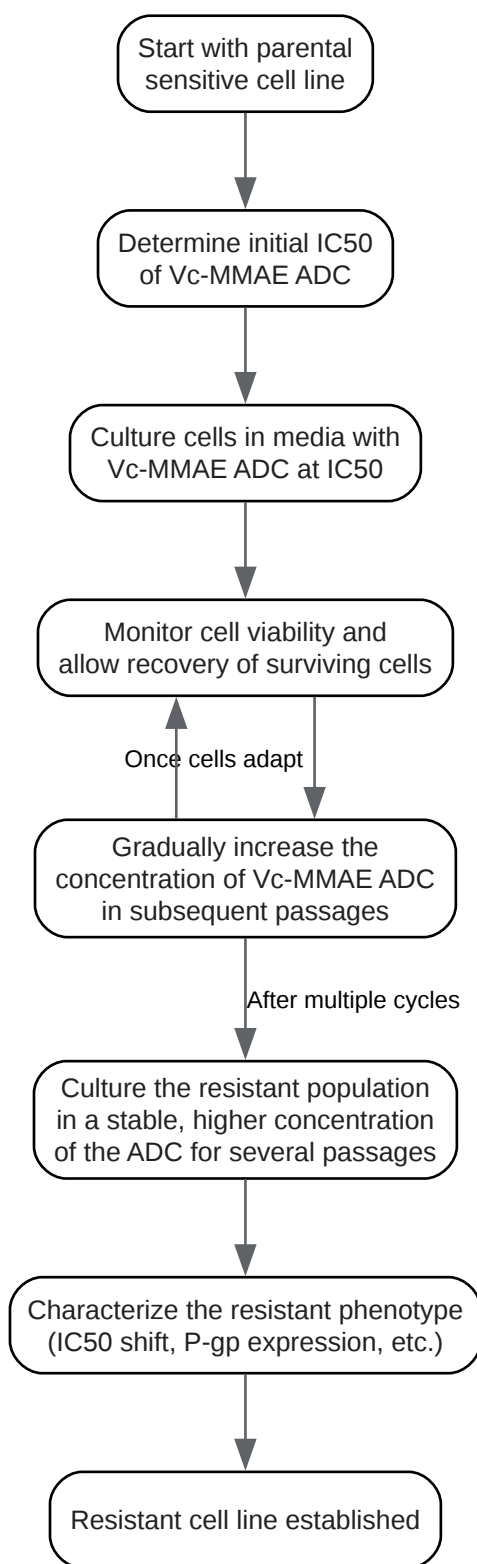 Start with parental
sensitive cell line
Determine initial IC50
of Vc-MMAE ADC
Culture cells in media with
Vc-MMAE ADC at IC50
Monitor cell viability and
allow recovery of surviving cells
Once cells adapt
Gradually increase the
concentration of Vc-MMAE ADC
in subsequent passages
After multiple cycles
Culture the resistant population
in a stable, higher concentration
of the ADC for several passages
Characterize the resistant phenotype
(IC50 shift, P-gp expression, etc.)
Resistant cell line established